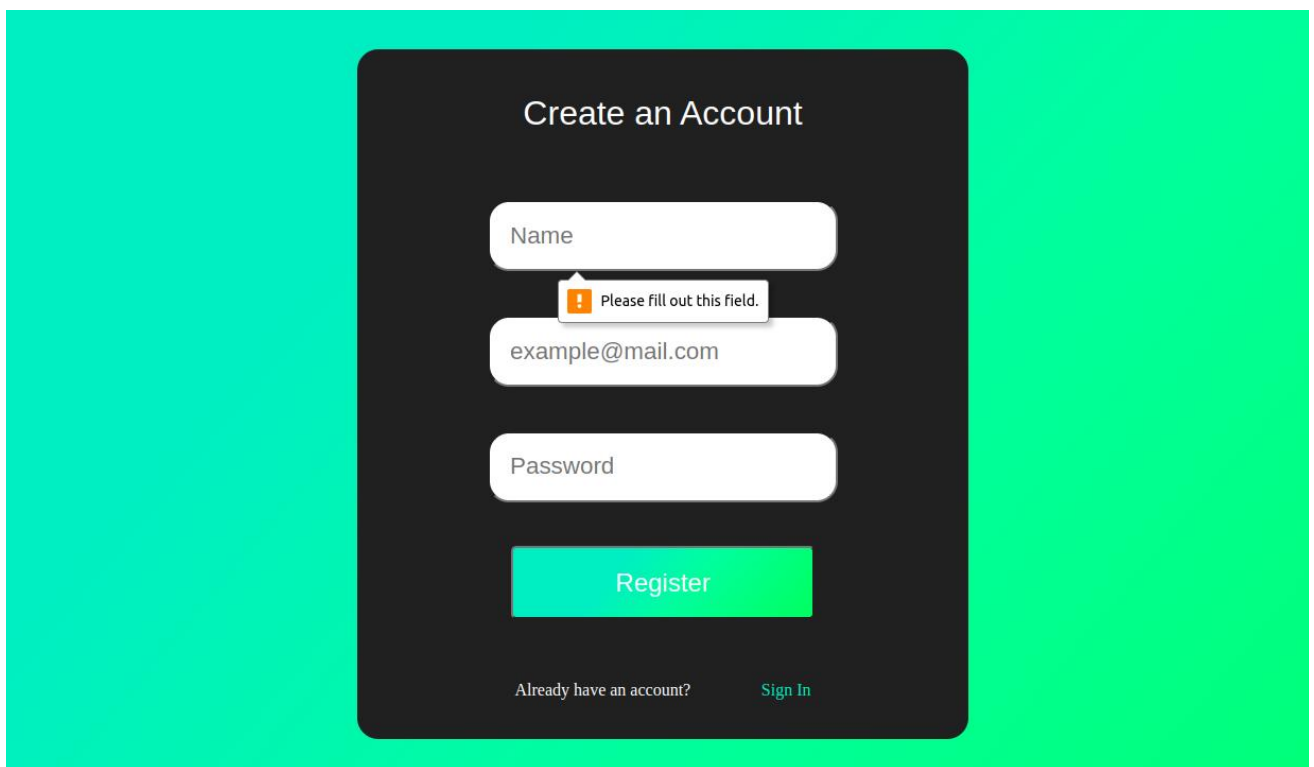 Create an Account
Name
! Please fill out this field.
example@mail.com
Password
Register
Already have an account? Sign In